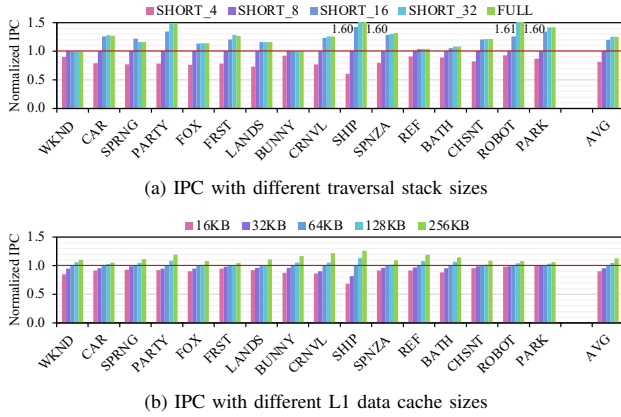 SHORT_4 SHORT_8 SHORT_16 SHORT_32 FULL
1.60 1.60 1.61 1.60
Normalized IPC
1.5
1.0
0.5
0.0
WKND CAR SPRNG PARTY FOX FRST LANDS BUNNY CRNVL SHIP SPNZA REF BATH CHSNT ROBOT PARK AVG
(a) IPC with different traversal stack sizes
16KB 32KB 64KB 128KB 256KB
Normalized IPC
1.5
1.0
0.5
0.0
WKND CAR SPRNG PARTY FOX FRST LANDS BUNNY CRNVL SHIP SPNZA REF BATH CHSNT ROBOT PARK AVG
(b) IPC with different L1 data cache sizes